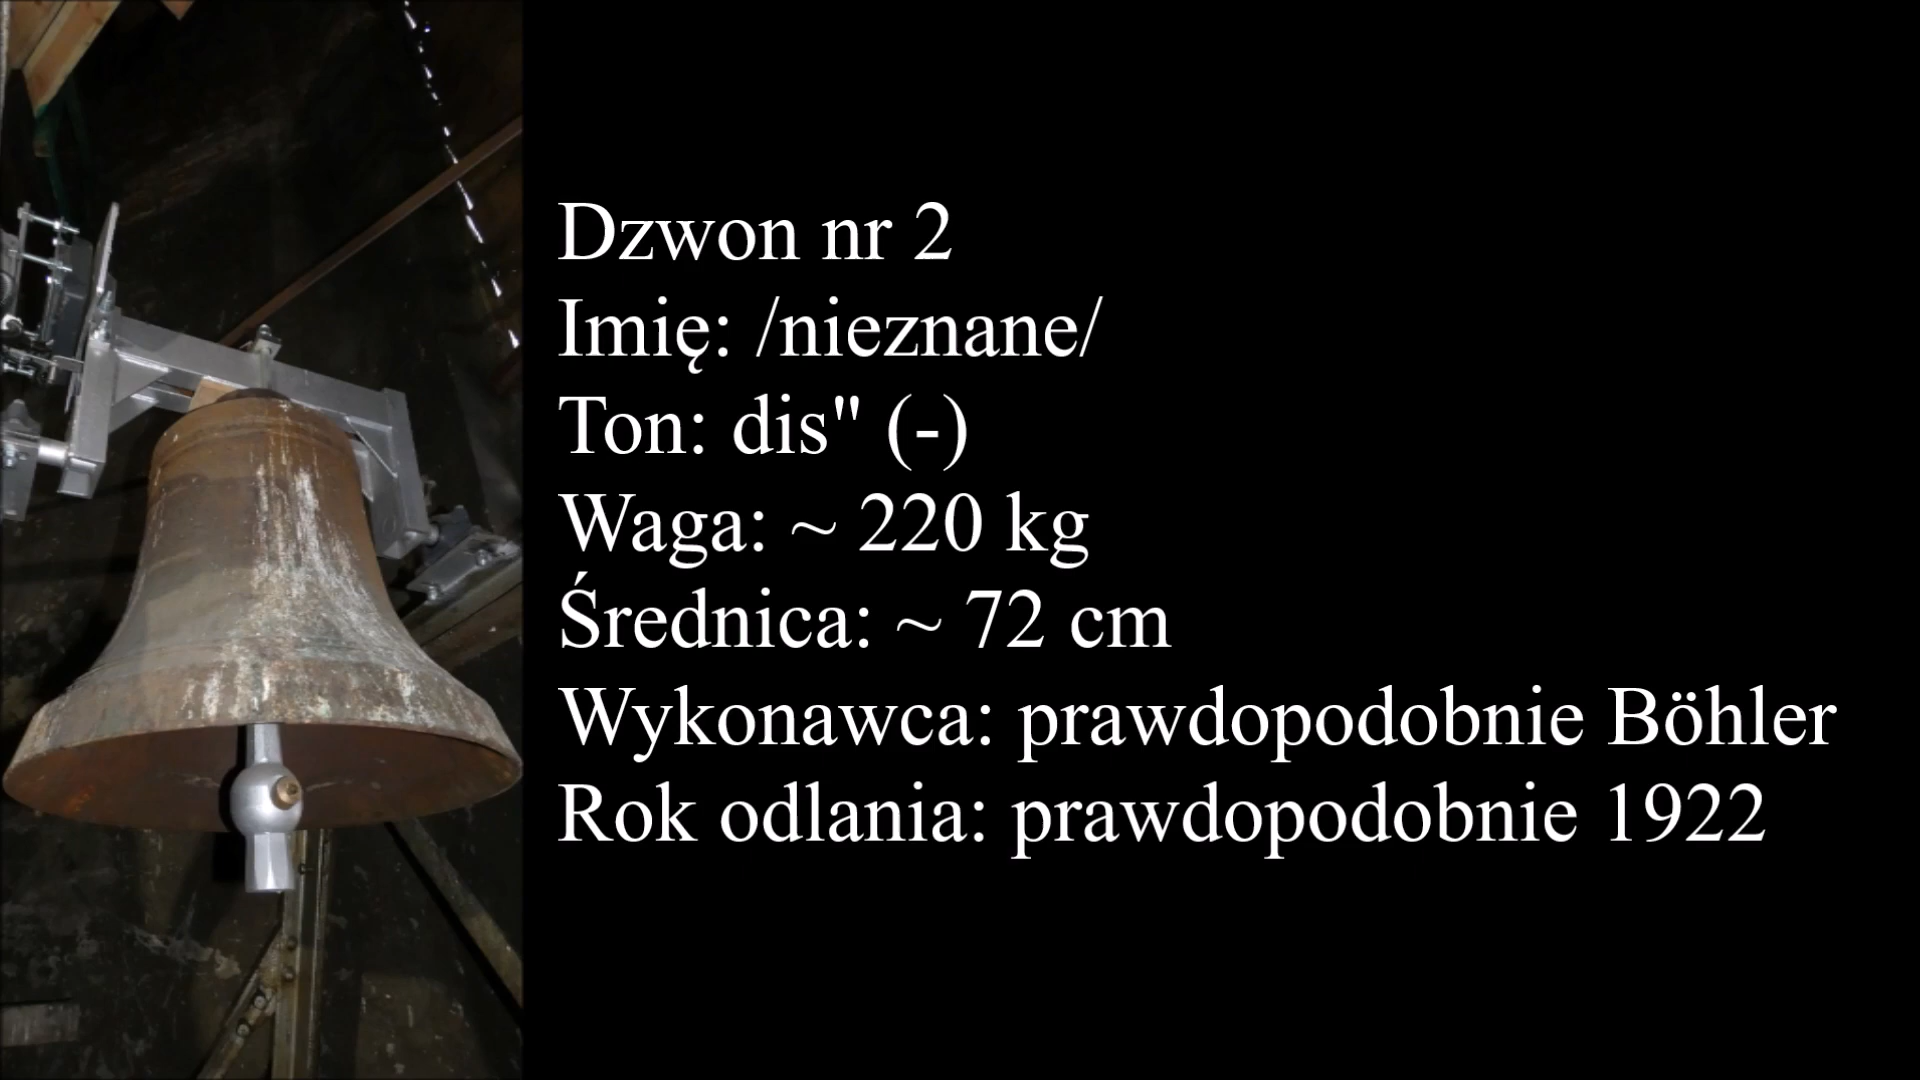 Dzwon nr 2
Imię: /nieznane/
Ton: dis" (-)
Waga: ~ 220 kg
Średnica: ~ 72 cm
Wykonawca: prawdopodobnie Böhler
Rok odlania: prawdopodobnie 1922